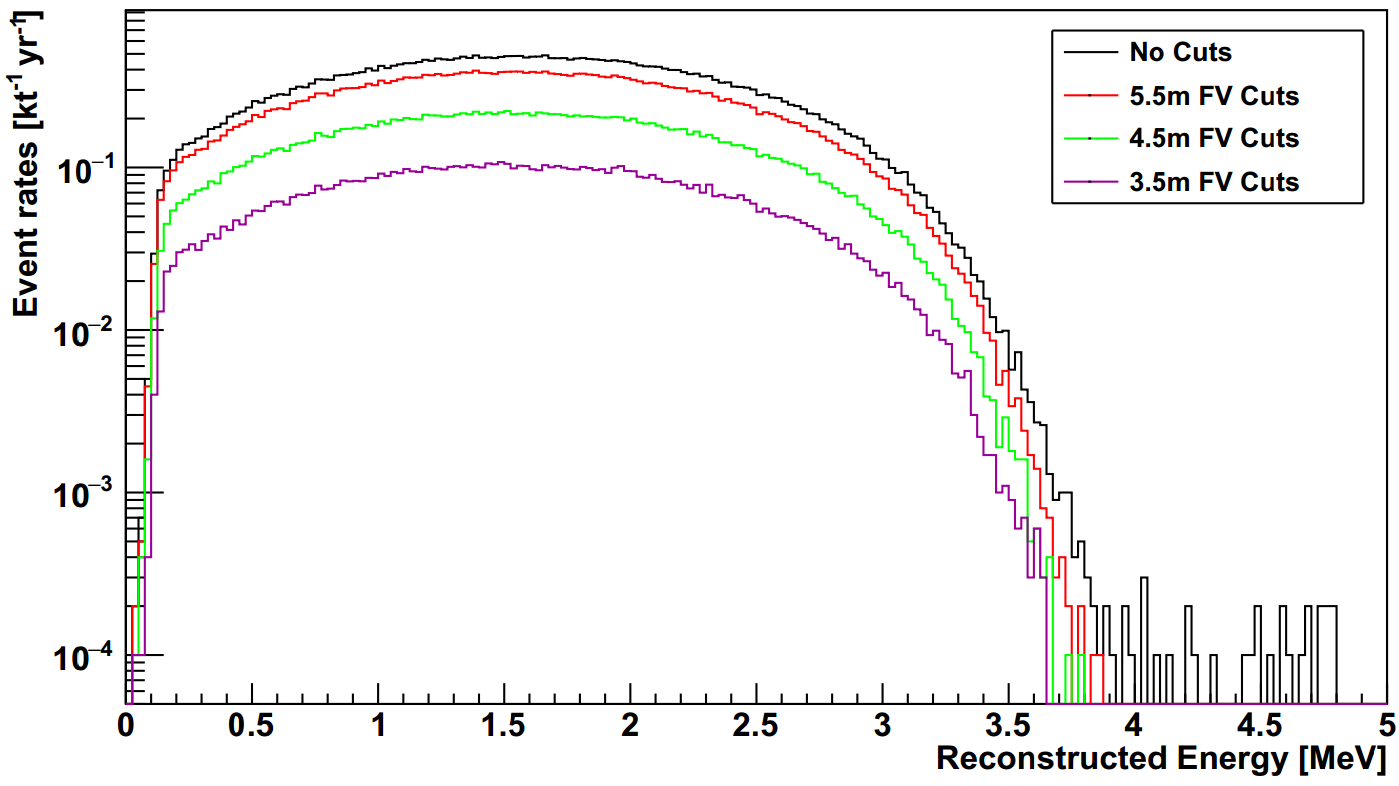 Event rates [kt⁻¹ yr⁻¹]
No Cuts
5.5m FV Cuts
4.5m FV Cuts
3.5m FV Cuts
10⁻¹
10⁻²
10⁻³
10⁻⁴
0 0.5 1 1.5 2 2.5 3 3.5 4 4.5 5
Reconstructed Energy [MeV]